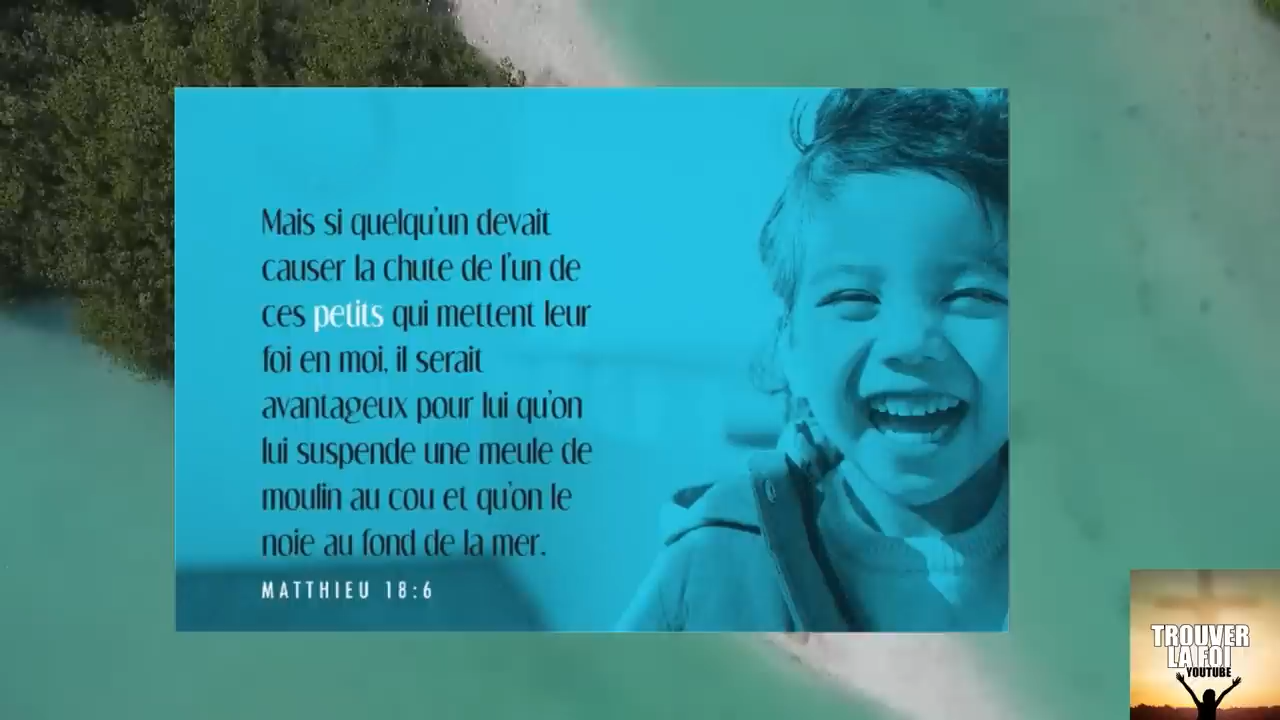 Mais si quelqu'un devait
causer la chute de l'un de
ces petits qui mettent leur
foi en moi, il serait
avantageux pour lui qu'on
lui suspende une meule de
moulin au cou et qu'on le
noie au fond de la mer.
MATTHIEU 18:6
TROUVER
LA FOI
YOUTUBE